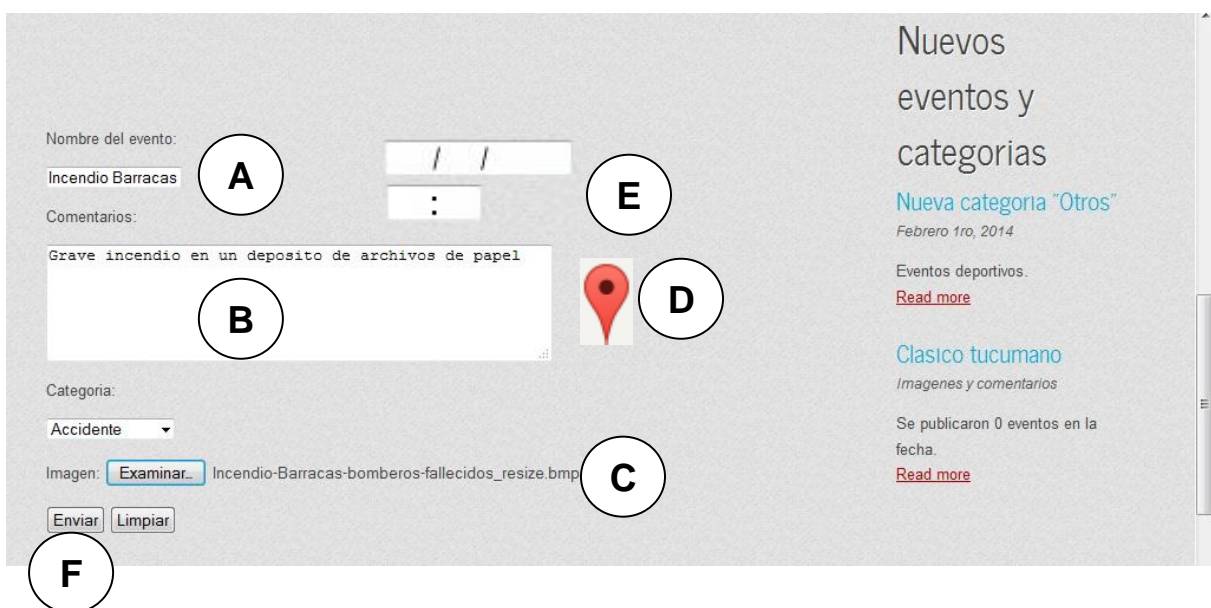 Nombre del evento:
A
Incendio Barracas
/ /
:
E
Comentarios:
Grave incendio en un deposito de archivos de papel
B
D
Categoria:
Accidente
Imagen: Examinar... Incendio-Barracas-bomberos-fallecidos_resize.bmp
C
Enviar Limpiar
F
Nuevos
eventos y
categorias
Nueva categoria "Otros"
Febrero 1ro, 2014
Eventos deportivos.
Read more
Clasico tucumano
Imagenes y comentarios
Se publicaron 0 eventos en la
fecha.
Read more